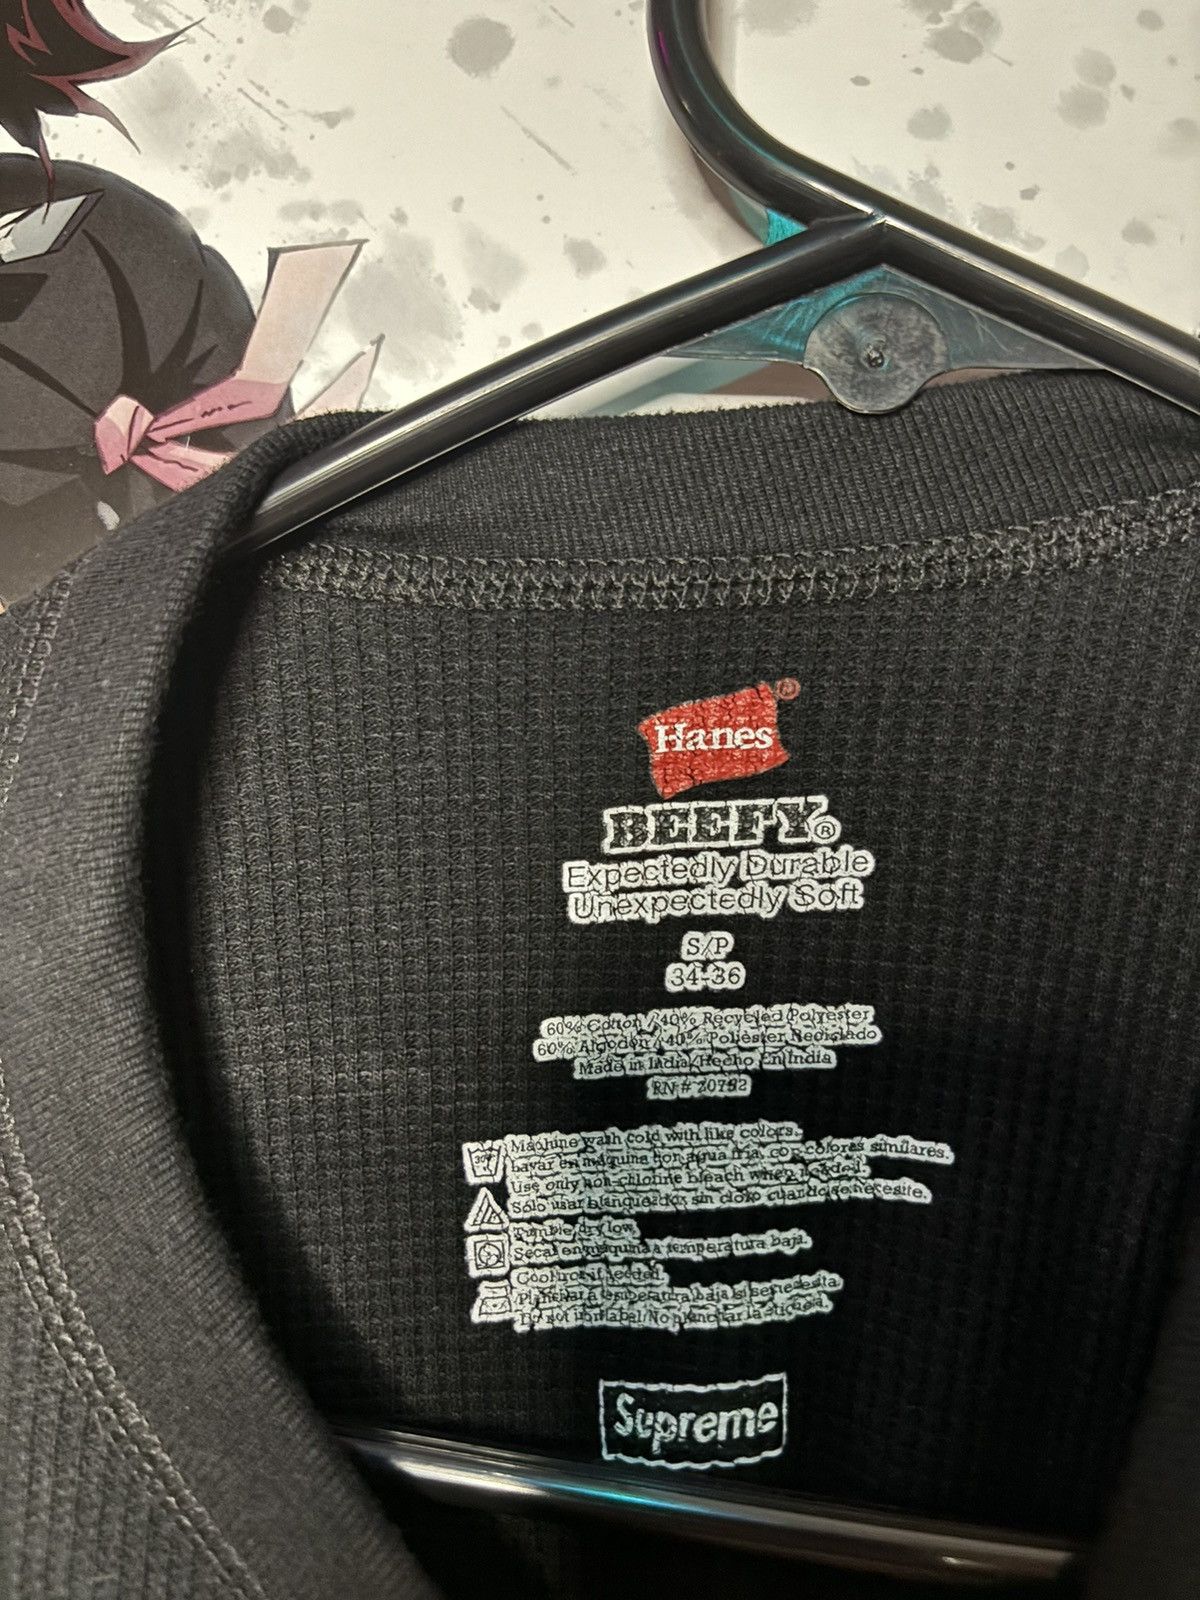 Hanes®
BEEFY®
Expectedly Durable
Unexpectedly Soft
S/P
34-36
60% Cotton / 40% Recycled Polyester
60% Algodón / 40% Poliéster Reciclado
Made in India/Hecho En India
RN #
30°
Machine wash cold with like colors.
Lavar en máquina con agua fría, con colores similares.
Use only non-chlorine bleach when needed.
Sólo usar blanqueador sin cloro cuando se necesite.
Tumble dry low.
Secar en máquina a temperatura baja.
Cool iron if needed.
Planchar a temperatura baja si se necesita.
Do not iron label/No planchar la etiqueta.
Supreme